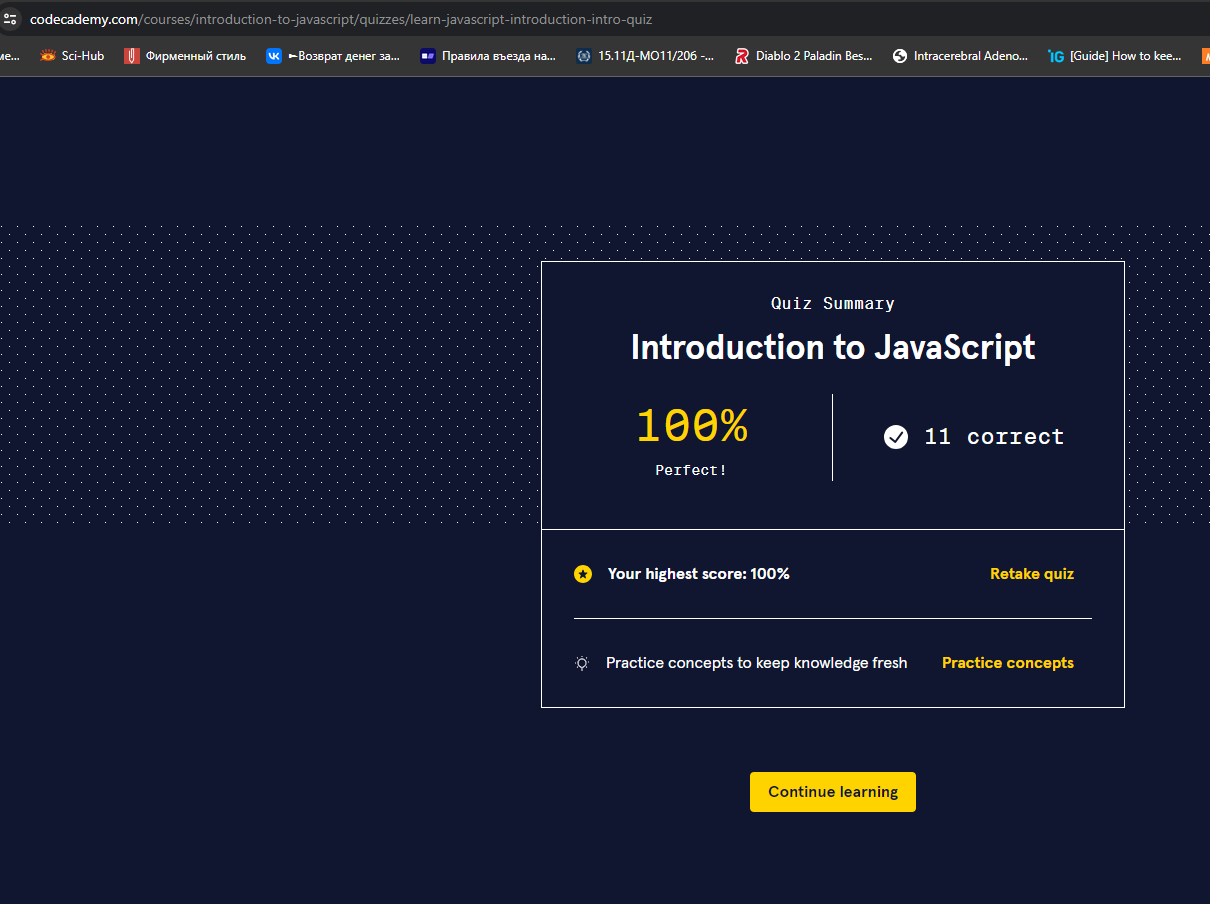 codecademy.com/courses/introduction-to-javascript/quizzes/learn-javascript-introduction-intro-quiz
ме... Sci-Hub Фирменный стиль ➳Возврат денег за... Правила въезда на... 15.11Д-МО11/206 -... Diablo 2 Paladin Bes... Intracerebral Adeno... [Guide] How to kee...
Quiz Summary
Introduction to JavaScript
100%
Perfect!
11 correct
Your highest score: 100%
Retake quiz
Practice concepts to keep knowledge fresh
Practice concepts
Continue learning